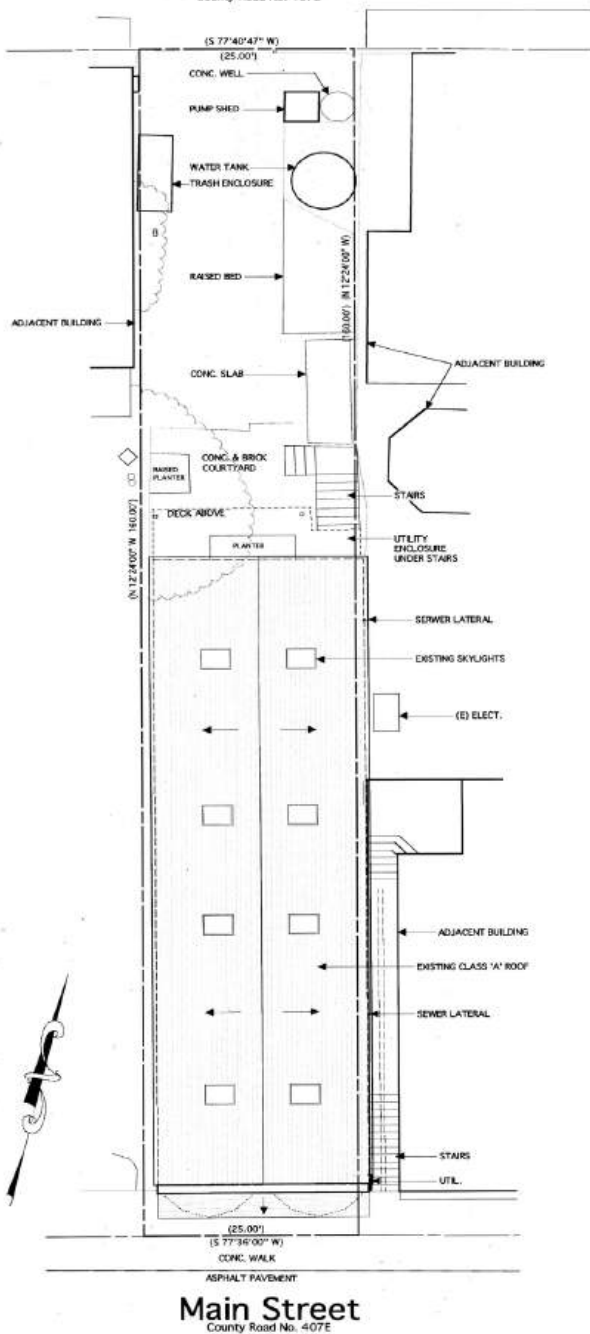 (S 77°40'47" W)
(25.00')
CONC. WELL
PUMP SHED
WATER TANK
TRASH ENCLOSURE
RAISED BED
(160.00') (N 12°24'00" W)
ADJACENT BUILDING
ADJACENT BUILDING
CONC. SLAB
CONC. & BRICK
COURTYARD
RAISED
PLANTER
STAIRS
DECK ABOVE
UTILITY
ENCLOSURE
UNDER STAIRS
PLANTER
(N 12°24'00" W 160.00')
SERWER LATERAL
EXISTING SKYLIGHTS
(E) ELECT.
ADJACENT BUILDING
EXISTING CLASS 'A' ROOF
SEWER LATERAL
STAIRS
UTIL.
(25.00')
(S 77°36'00" W)
CONC. WALK
ASPHALT PAVEMENT
Main Street
County Road No. 407E